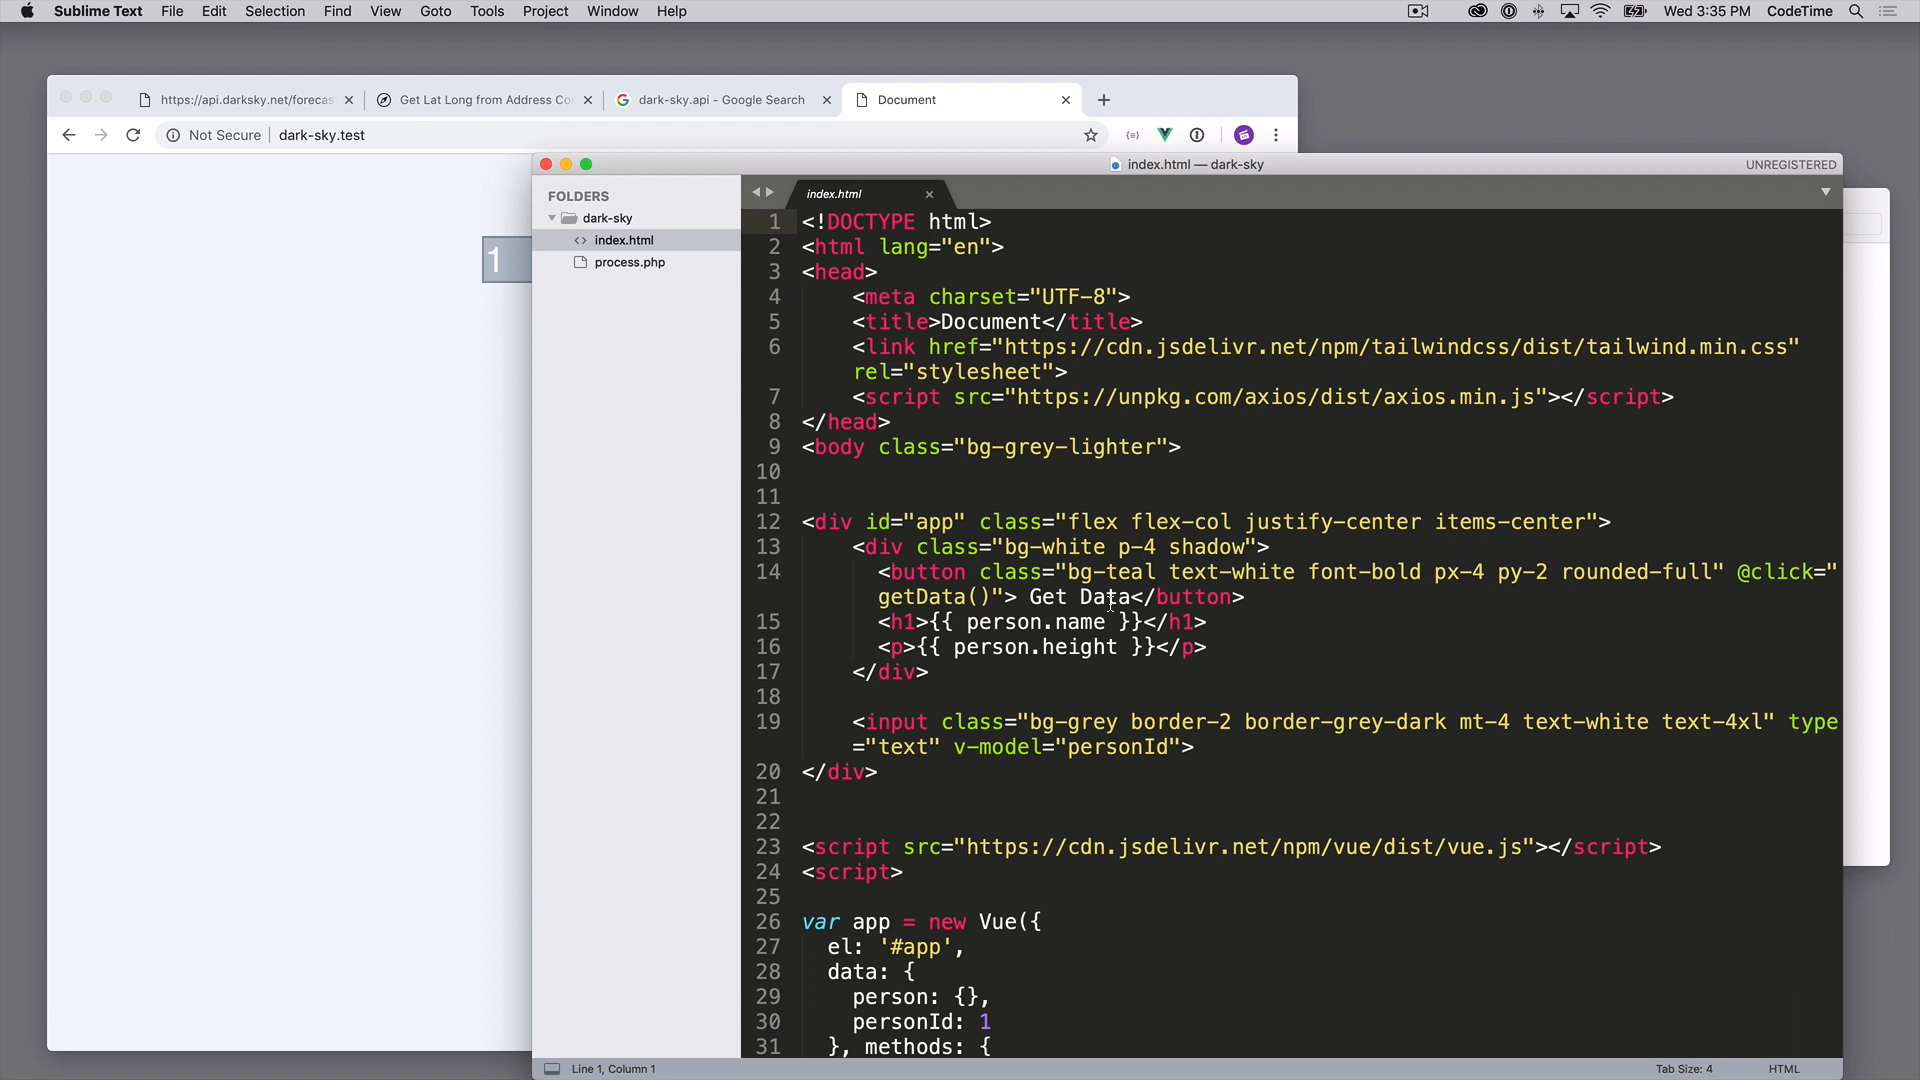 Sublime Text File Edit Selection Find View Goto Tools Project Window Help Wed 3:35 PM CodeTime
https://api.darksky.net/forecas Get Lat Long from Address Co dark-sky.api - Google Search Document
Not Secure dark-sky.test
index.html — dark-sky UNREGISTERED
FOLDERS
dark-sky
index.html
process.php
1
index.html
1 <!DOCTYPE html>
2 <html lang="en">
3 <head>
4 <meta charset="UTF-8">
5 <title>Document</title>
6 <link href="https://cdn.jsdelivr.net/npm/tailwindcss/dist/tailwind.min.css"
rel="stylesheet">
7 <script src="https://unpkg.com/axios/dist/axios.min.js"></script>
8 </head>
9 <body class="bg-grey-lighter">
10
11
12 <div id="app" class="flex flex-col justify-center items-center">
13 <div class="bg-white p-4 shadow">
14 <button class="bg-teal text-white font-bold px-4 py-2 rounded-full" @click="
getData()"> Get Data</button>
15 <h1>{{ person.name }}</h1>
16 <p>{{ person.height }}</p>
17 </div>
18
19 <input class="bg-grey border-2 border-grey-dark mt-4 text-white text-4xl" type
="text" v-model="personId">
20 </div>
21
22
23 <script src="https://cdn.jsdelivr.net/npm/vue/dist/vue.js"></script>
24 <script>
25
26 var app = new Vue({
27 el: '#app',
28 data: {
29 person: {},
30 personId: 1
31 }, methods: {
Line 1, Column 1 Tab Size: 4 HTML